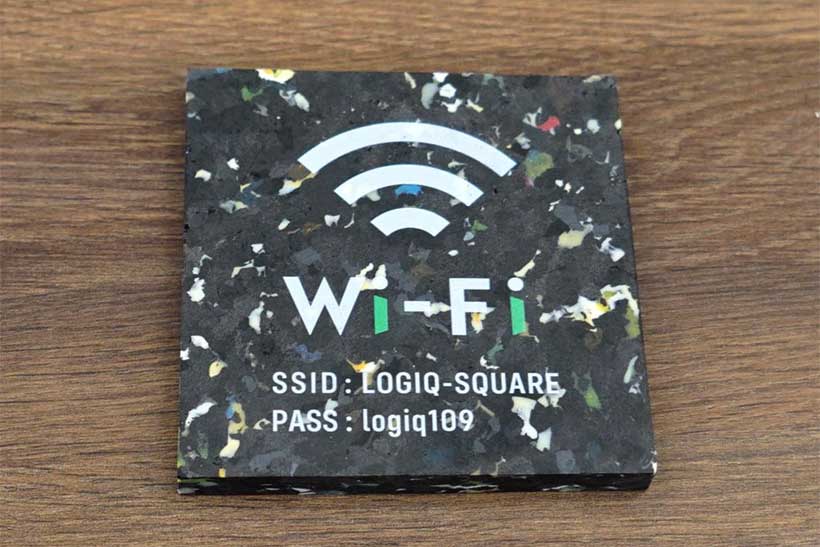 Wi-Fi
SSID : LOGIQ-SQUARE
PASS : logiq109